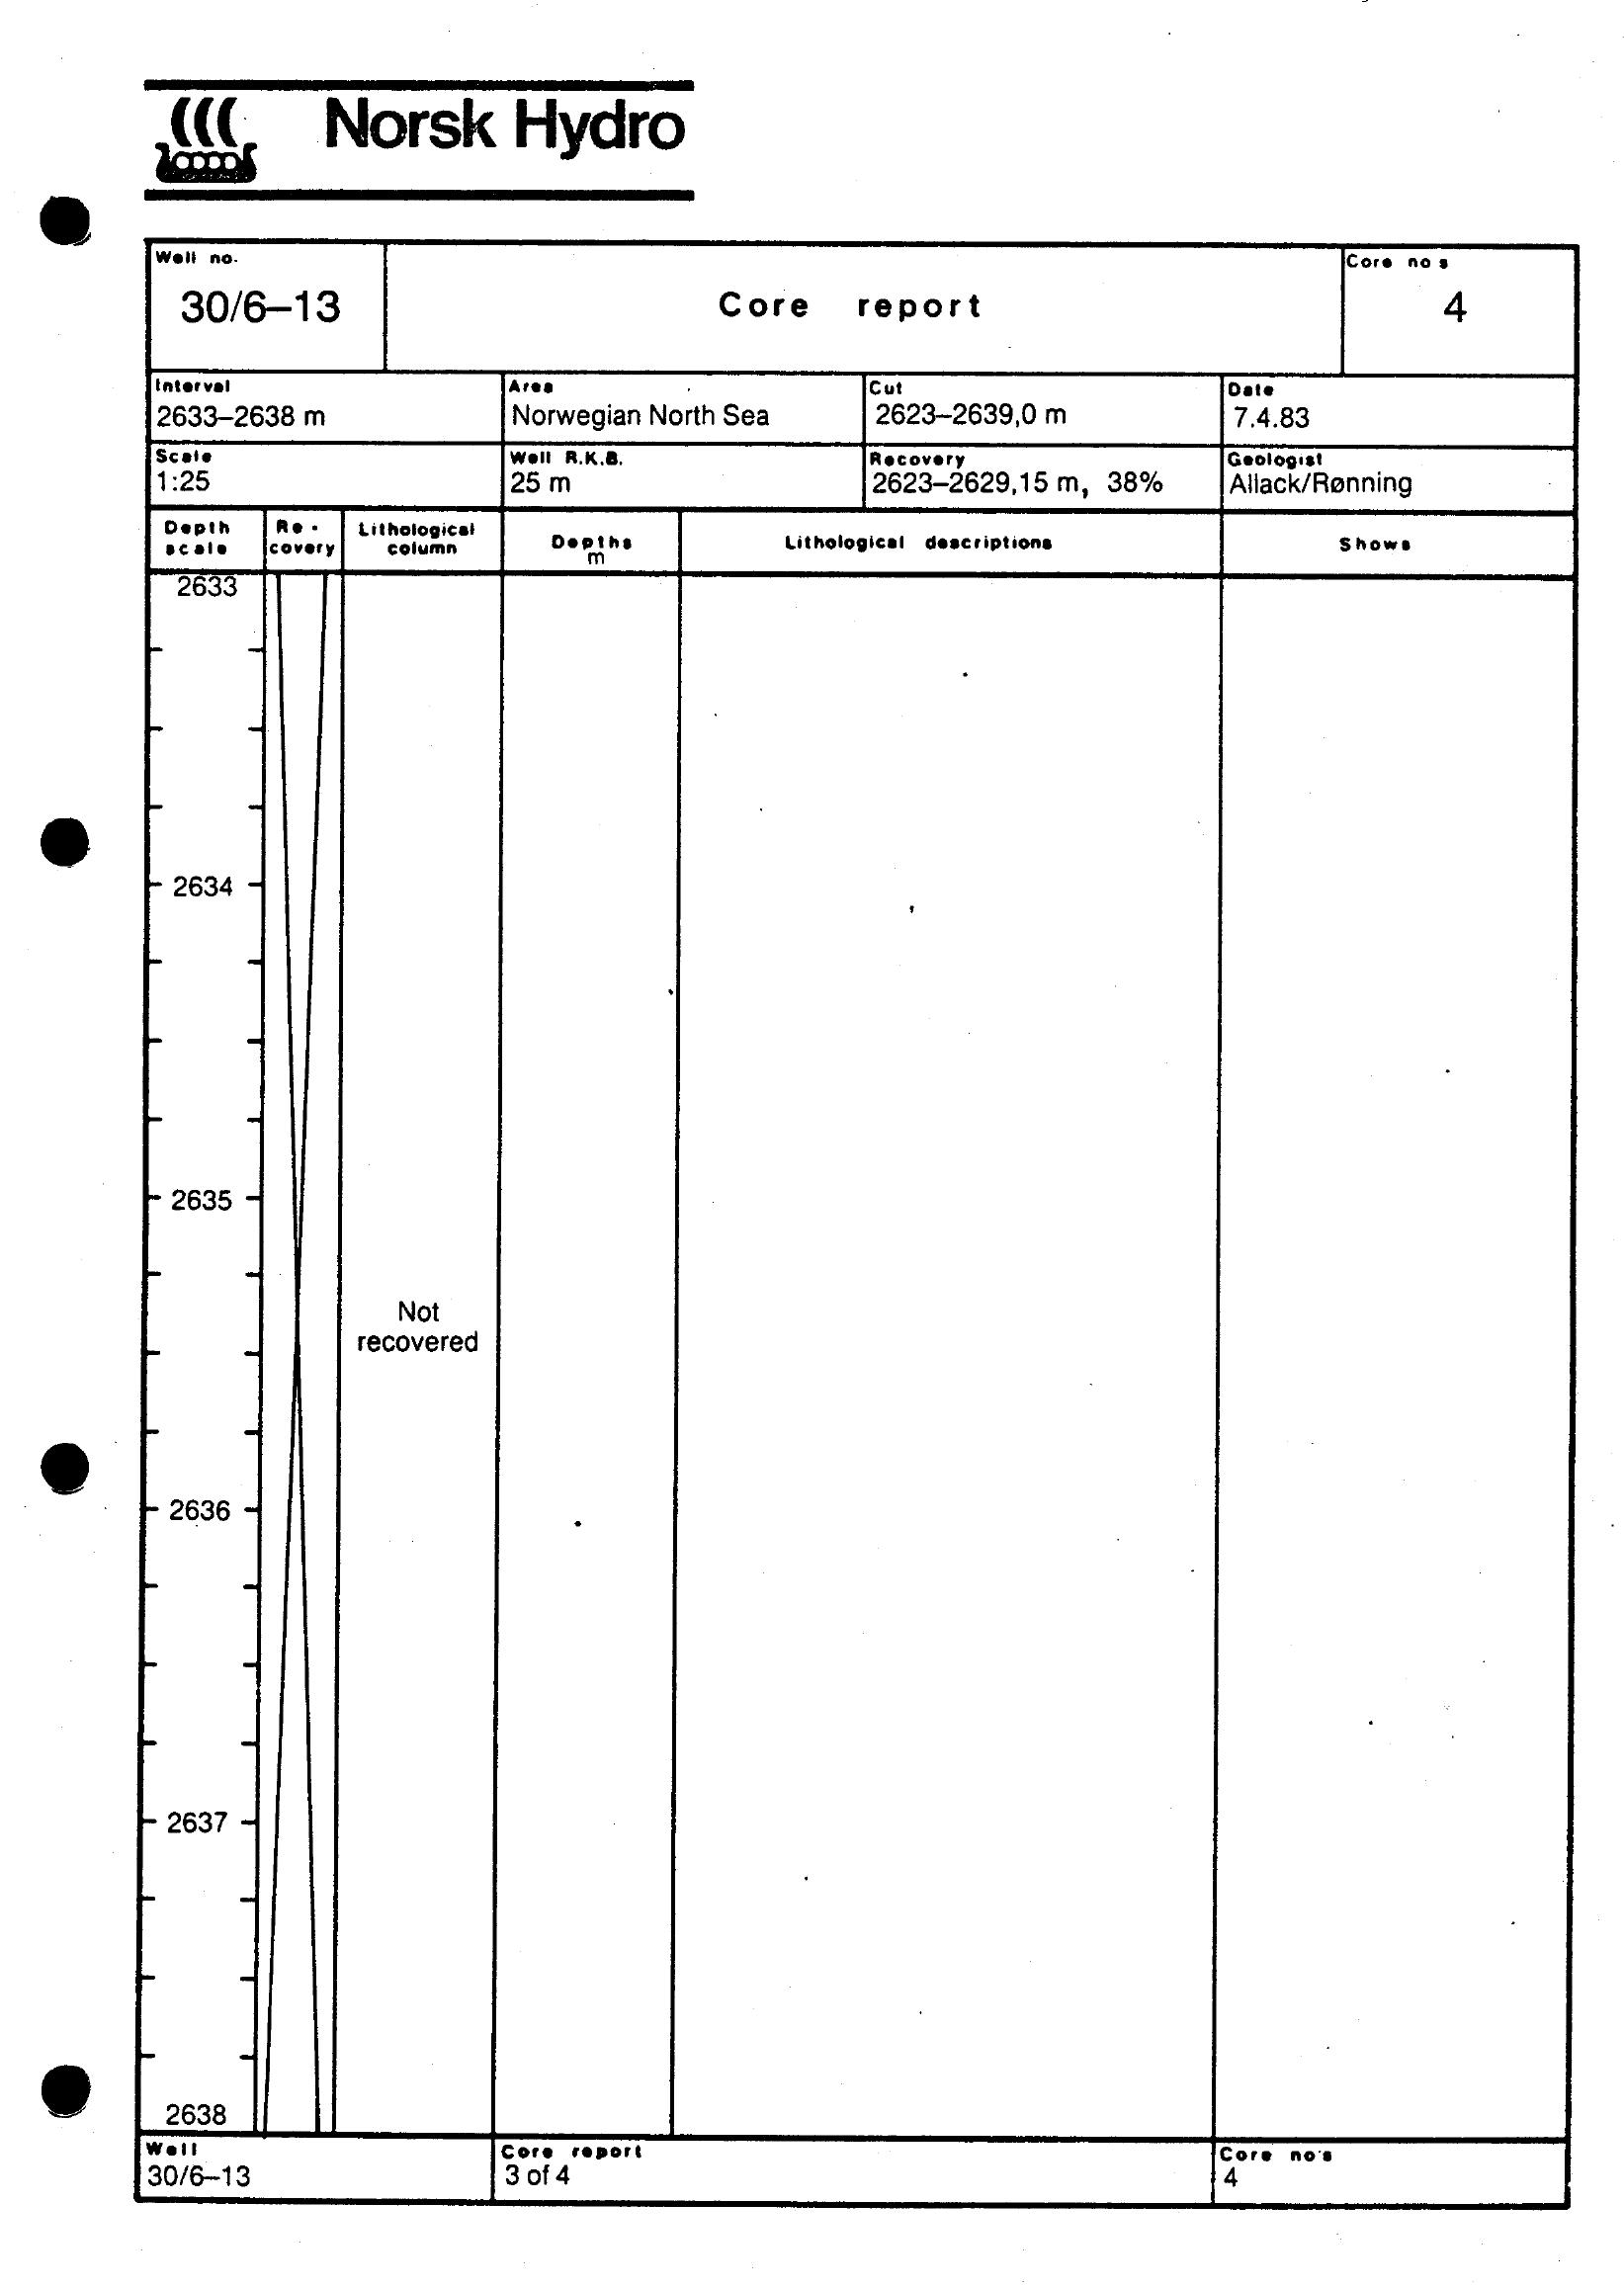 Norsk Hydro
Well no.
30/6–13
Core report
Core no s
4
Interval
2633–2638 m
Area
Norwegian North Sea
Cut
2623–2639,0 m
Date
7.4.83
Scale
1:25
Well R.K.B.
25 m
Recovery
2623–2629,15 m, 38%
Geologist
Allack/Rønning
Depth
scale
Re-
covery
Lithological
column
Depths
m
Lithological descriptions
Shows
2633
2634
2635
Not
recovered
2636
2637
2638
Well
30/6–13
Core report
3 of 4
Core no's
4